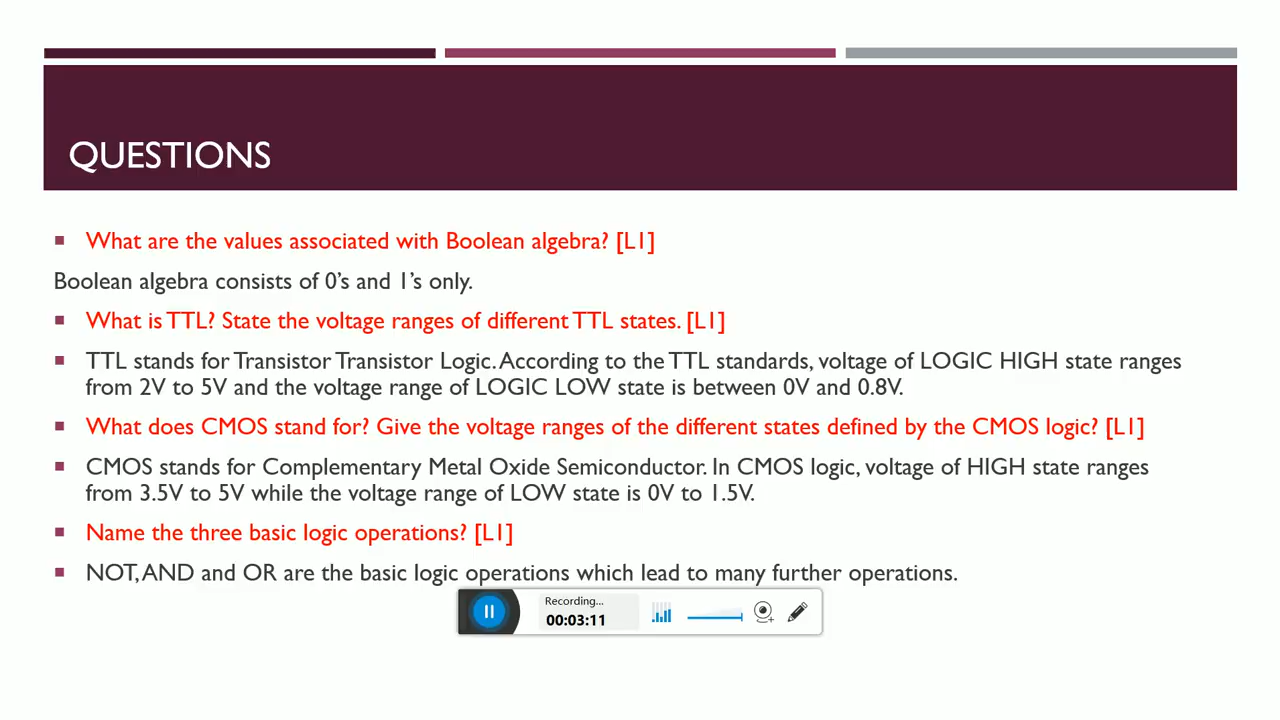 QUESTIONS
What are the values associated with Boolean algebra? [L1]
Boolean algebra consists of 0's and 1's only.
What is TTL? State the voltage ranges of different TTL states. [L1]
TTL stands for Transistor Transistor Logic. According to the TTL standards, voltage of LOGIC HIGH state ranges
from 2V to 5V and the voltage range of LOGIC LOW state is between 0V and 0.8V.
What does CMOS stand for? Give the voltage ranges of the different states defined by the CMOS logic? [L1]
CMOS stands for Complementary Metal Oxide Semiconductor. In CMOS logic, voltage of HIGH state ranges
from 3.5V to 5V while the voltage range of LOW state is 0V to 1.5V.
Name the three basic logic operations? [L1]
NOT, AND and OR are the basic logic operations which lead to many further operations.
Recording...
00:03:11